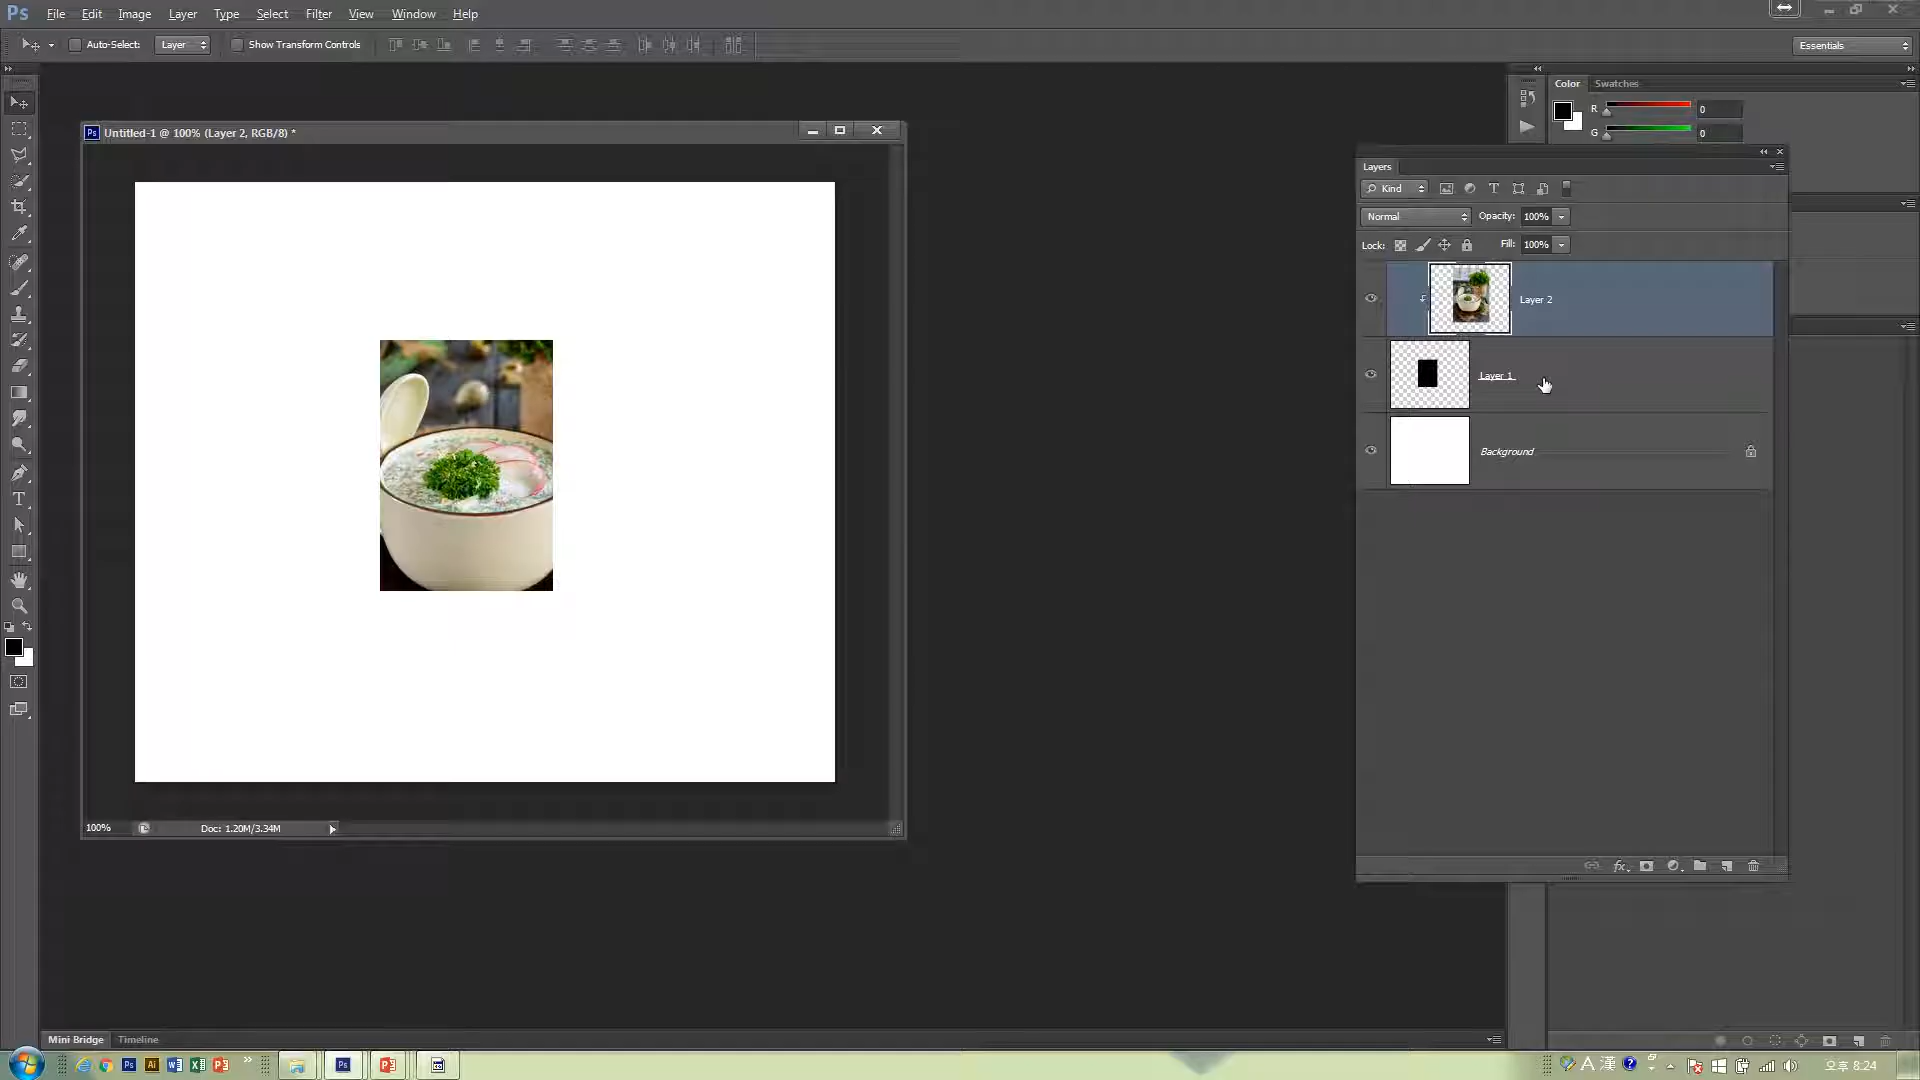 Ps File Edit Image Layer Type Select Filter View Window Help
Auto-Select: Layer Show Transform Controls Essentials
Untitled-1 @ 100% (Layer 2, RGB/8) *
Color Swatches
R 0
G 0
Layers
Kind
Normal Opacity: 100%
Lock: Fill: 100%
Layer 2
Layer 1
Background
fx
100% Doc: 1.20M/3.34M
Mini Bridge Timeline
A 漢 오후 8:24